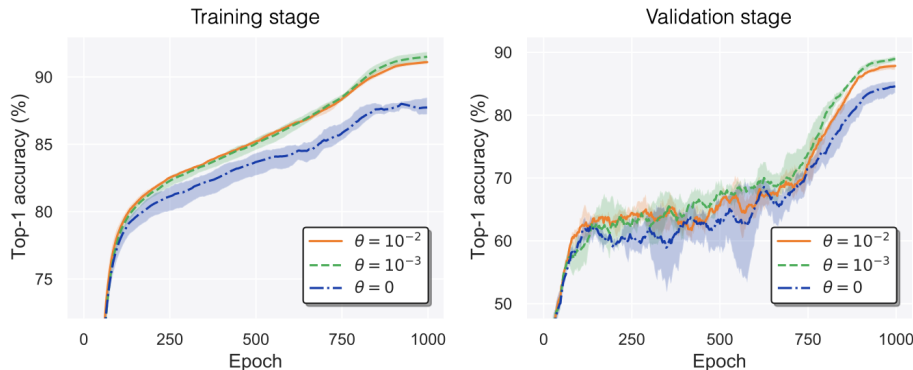 Training stage
Top-1 accuracy (%)
90
85
80
75
θ = 10⁻²
θ = 10⁻³
θ = 0
0 250 500 750 1000
Epoch
Validation stage
Top-1 accuracy (%)
90
80
70
60
50
θ = 10⁻²
θ = 10⁻³
θ = 0
0 250 500 750 1000
Epoch